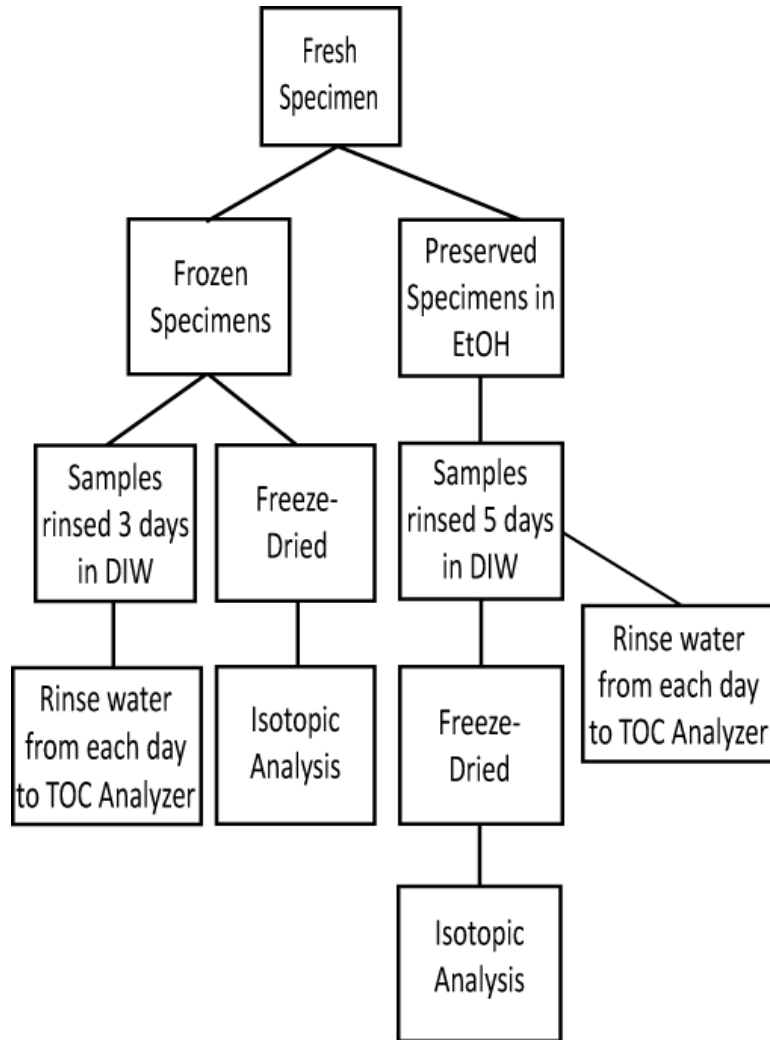 Fresh
Specimen
Frozen
Specimens
Preserved
Specimens in
EtOH
Samples
rinsed 3 days
in DIW
Freeze-
Dried
Samples
rinsed 5 days
in DIW
Rinse water
from each day
to TOC Analyzer
Rinse water
from each day
to TOC Analyzer
Isotopic
Analysis
Freeze-
Dried
Isotopic
Analysis